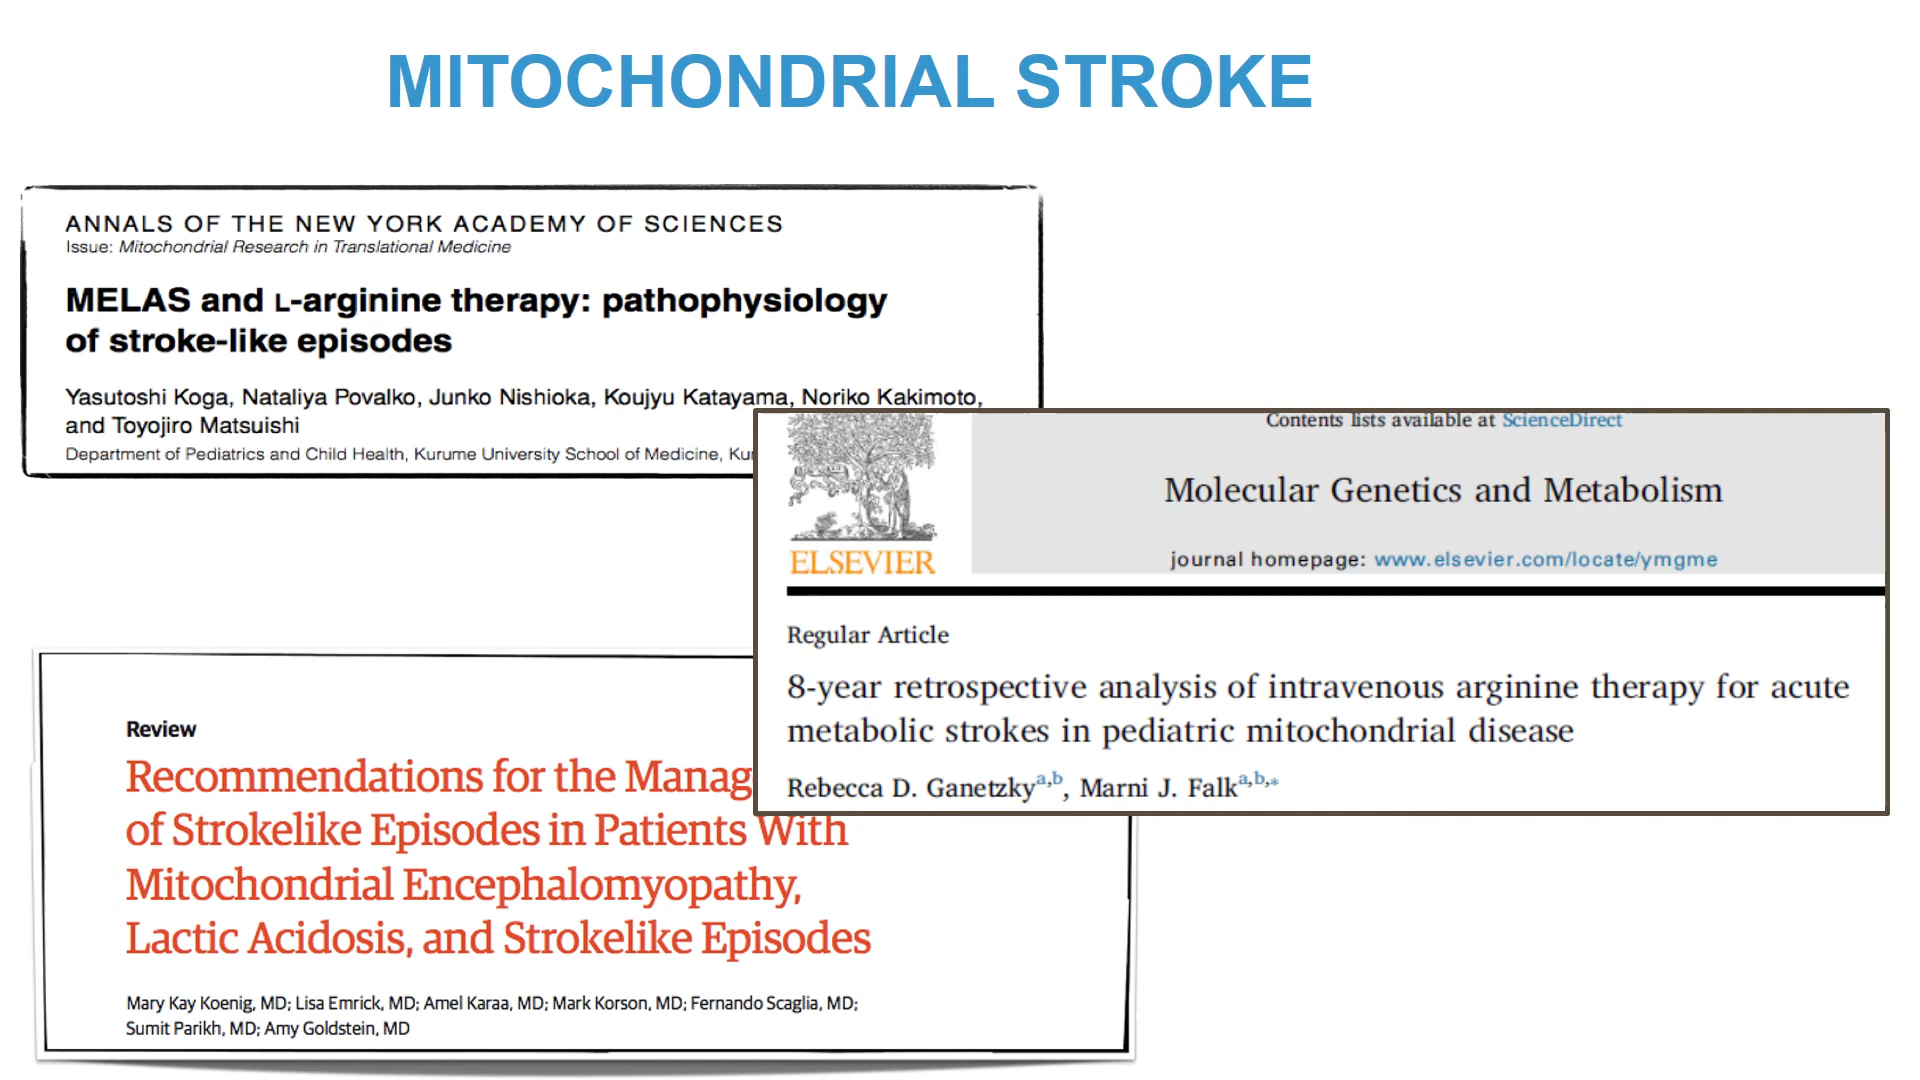 MITOCHONDRIAL STROKE
ANNALS OF THE NEW YORK ACADEMY OF SCIENCES
Issue: Mitochondrial Research in Translational Medicine
MELAS and L-arginine therapy: pathophysiology
of stroke-like episodes
Yasutoshi Koga, Nataliya Povalko, Junko Nishioka, Koujyu Katayama, Noriko Kakimoto,
and Toyojiro Matsuishi
Department of Pediatrics and Child Health, Kurume University School of Medicine,
Contents lists available at ScienceDirect
Molecular Genetics and Metabolism
journal homepage: www.elsevier.com/locate/ymgme
ELSEVIER
Regular Article
8-year retrospective analysis of intravenous arginine therapy for acute
metabolic strokes in pediatric mitochondrial disease
Rebecca D. Ganetzky a,b, Marni J. Falk a,b,*
Review
Recommendations for the Manag
of Strokelike Episodes in Patients With
Mitochondrial Encephalomyopathy,
Lactic Acidosis, and Strokelike Episodes
Mary Kay Koenig, MD; Lisa Emrick, MD; Amel Karaa, MD; Mark Korson, MD; Fernando Scaglia, MD;
Sumit Parikh, MD; Amy Goldstein, MD